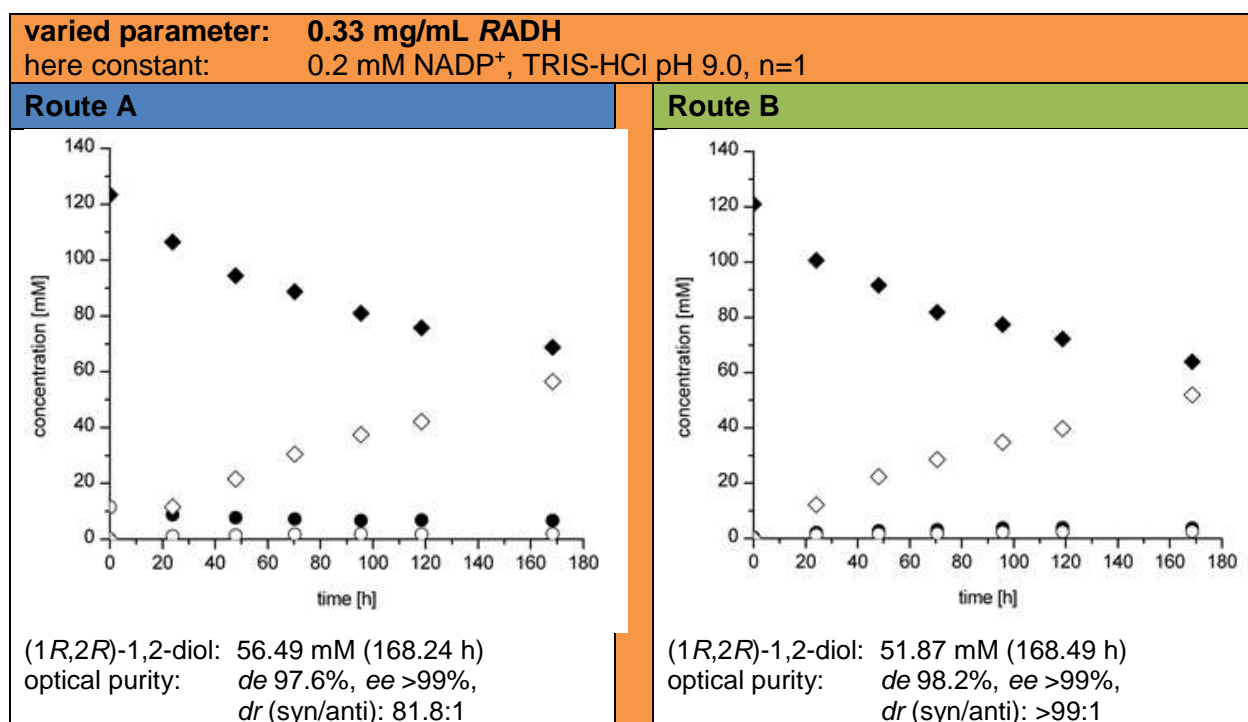 varied parameter: 0.33 mg/mL RADH
here constant: 0.2 mM NADP⁺, TRIS-HCl pH 9.0, n=1
Route A
140
120
100
80
60
40
20
0
concentration [mM]
0 20 40 60 80 100 120 140 160 180
time [h]
(1R,2R)-1,2-diol: 56.49 mM (168.24 h)
optical purity: de 97.6%, ee >99%,
dr (syn/anti): 81.8:1
Route B
140
120
100
80
60
40
20
0
concentration [mM]
0 20 40 60 80 100 120 140 160 180
time [h]
(1R,2R)-1,2-diol: 51.87 mM (168.49 h)
optical purity: de 98.2%, ee >99%,
dr (syn/anti): >99:1